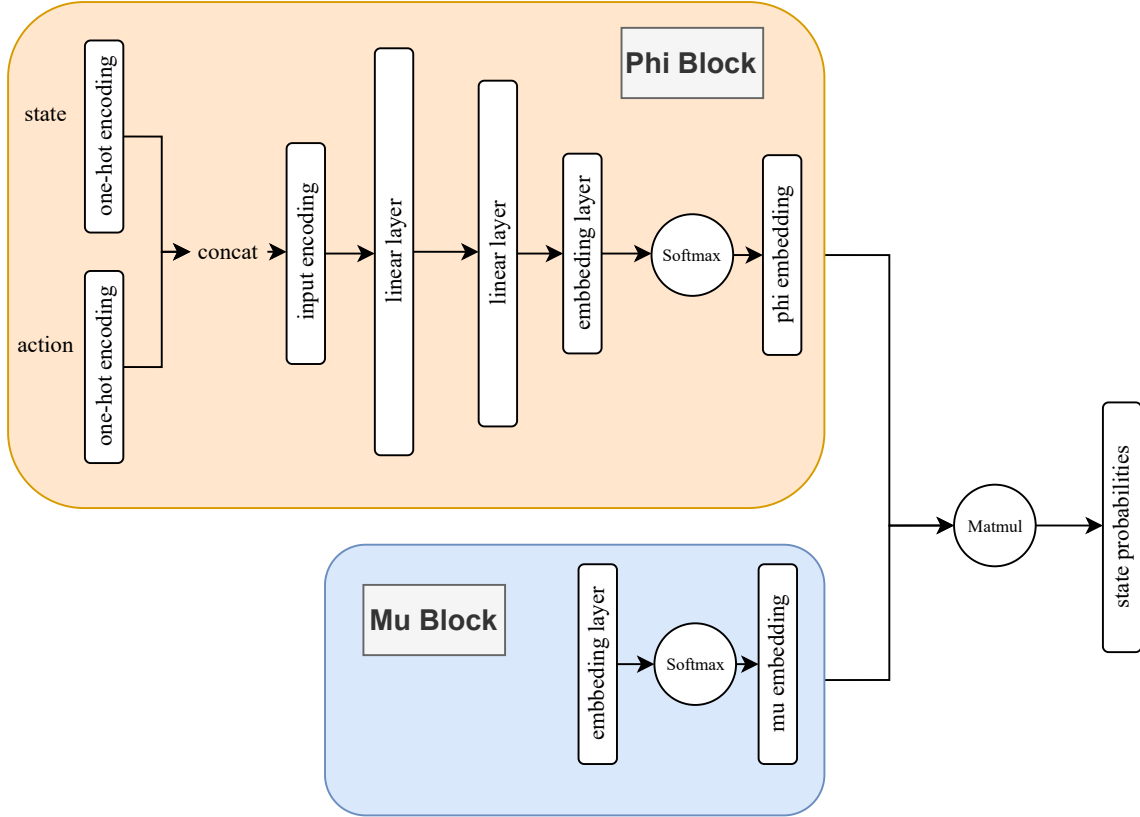 Phi Block
state
one-hot encoding
action
one-hot encoding
concat
input encoding
linear layer
linear layer
embbeding layer
Softmax
phi embedding
Mu Block
embbeding layer
Softmax
mu embedding
Matmul
state probabilities